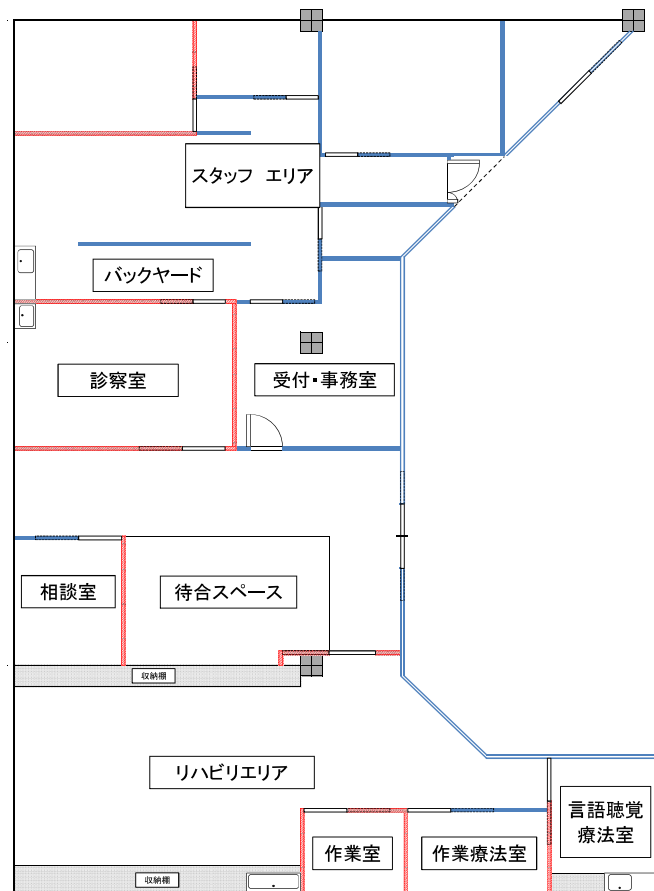 スタッフ エリア
バックヤード
診察室
受付・事務室
相談室
待合スペース
収納棚
リハビリエリア
言語聴覚
療法室
作業室
作業療法室
収納棚